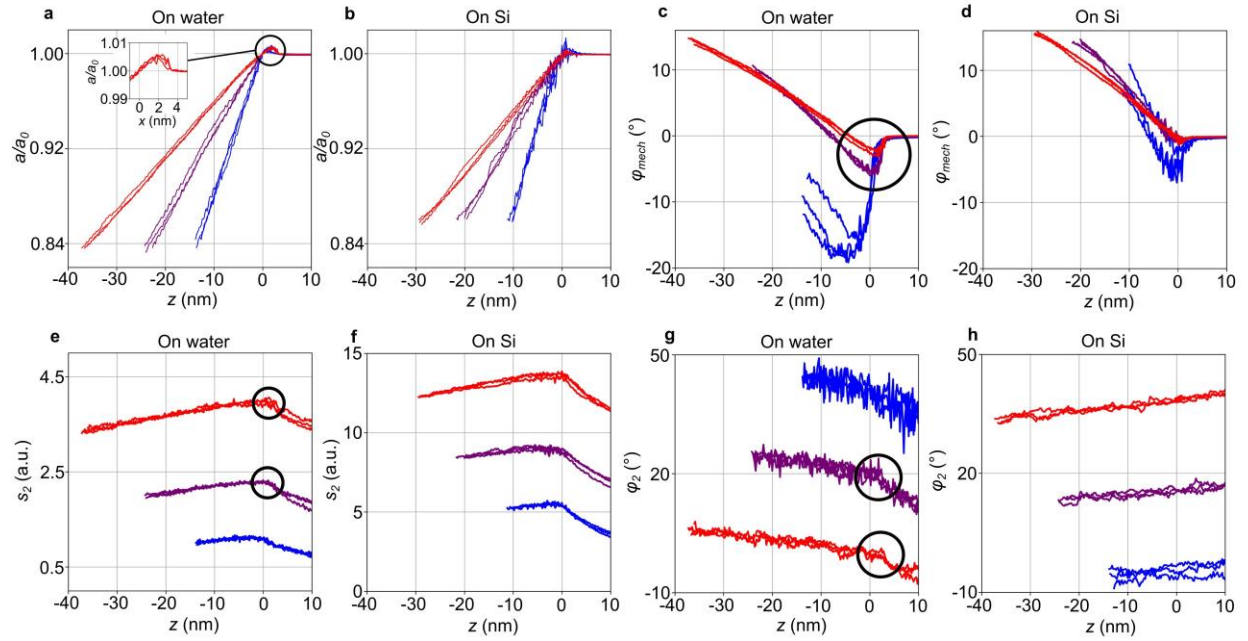 a On water
a/a₀
1.00
0.92
0.84
-40 -30 -20 -10 0 10
z (nm)
a/a₀
1.01
1.00
0.99
0 2 4
x (nm)
b On Si
a/a₀
1.00
0.92
0.84
-40 -30 -20 -10 0 10
z (nm)
c On water
φmech (°)
10
0
-10
-20
-40 -30 -20 -10 0 10
z (nm)
d On Si
φmech (°)
10
0
-10
-20
-40 -30 -20 -10 0 10
z (nm)
e On water
s₂ (a.u.)
4.5
2.5
0.5
-40 -30 -20 -10 0 10
z (nm)
f On Si
s₂ (a.u.)
15
10
5
0
-40 -30 -20 -10 0 10
z (nm)
g On water
φ₂ (°)
50
20
-10
-40 -30 -20 -10 0 10
z (nm)
h On Si
φ₂ (°)
50
20
-10
-40 -30 -20 -10 0 10
z (nm)